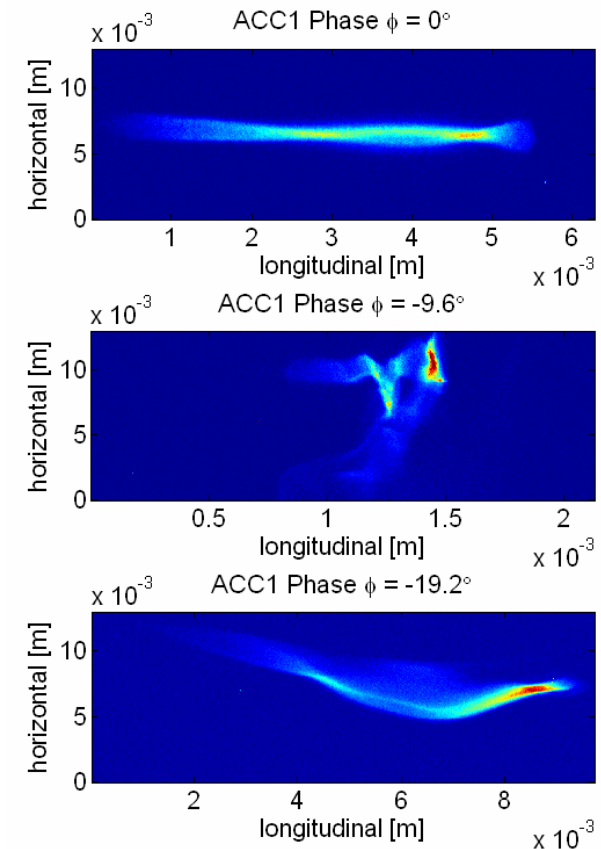 x 10⁻³ ACC1 Phase ϕ = 0°
horizontal [m]
10
5
0
1 2 3 4 5 6
longitudinal [m] x 10⁻³
x 10⁻³ ACC1 Phase ϕ = -9.6°
horizontal [m]
10
5
0
0.5 1 1.5 2
longitudinal [m] x 10⁻³
x 10⁻³ ACC1 Phase ϕ = -19.2°
horizontal [m]
10
5
0
2 4 6 8
longitudinal [m] x 10⁻³